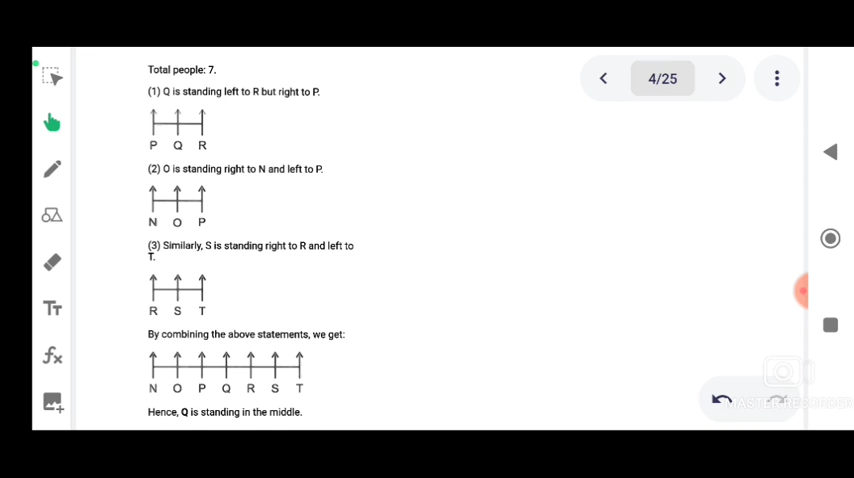 4/25
Total people: 7.
(1) Q is standing left to R but right to P.
P Q R
(2) O is standing right to N and left to P.
N O P
(3) Similarly, S is standing right to R and left to
T.
R S T
By combining the above statements, we get:
N O P Q R S T
Hence, Q is standing in the middle.
Tт
fx